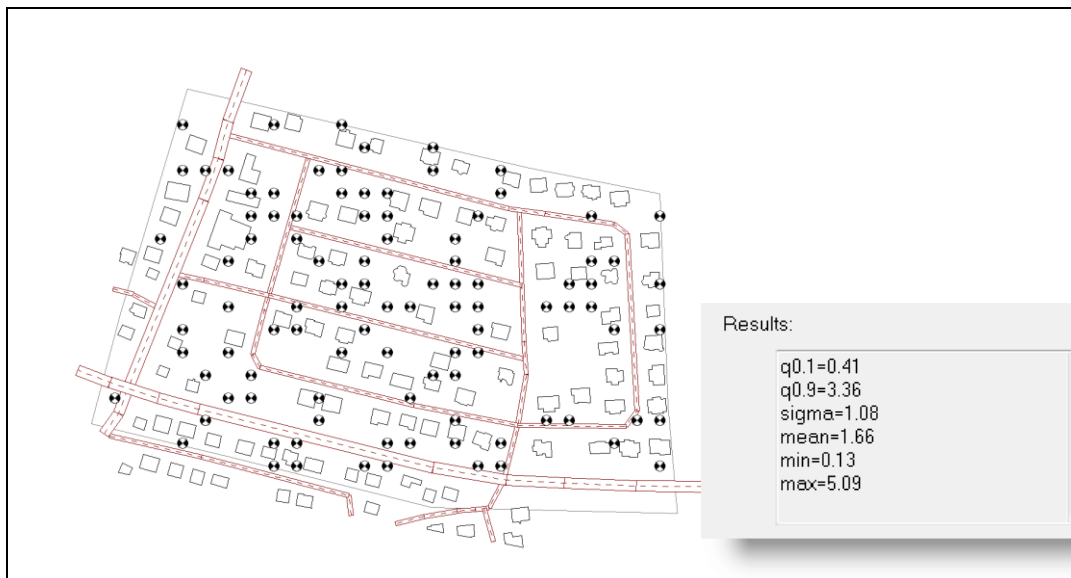 Results:
q0.1=0.41
q0.9=3.36
sigma=1.08
mean=1.66
min=0.13
max=5.09